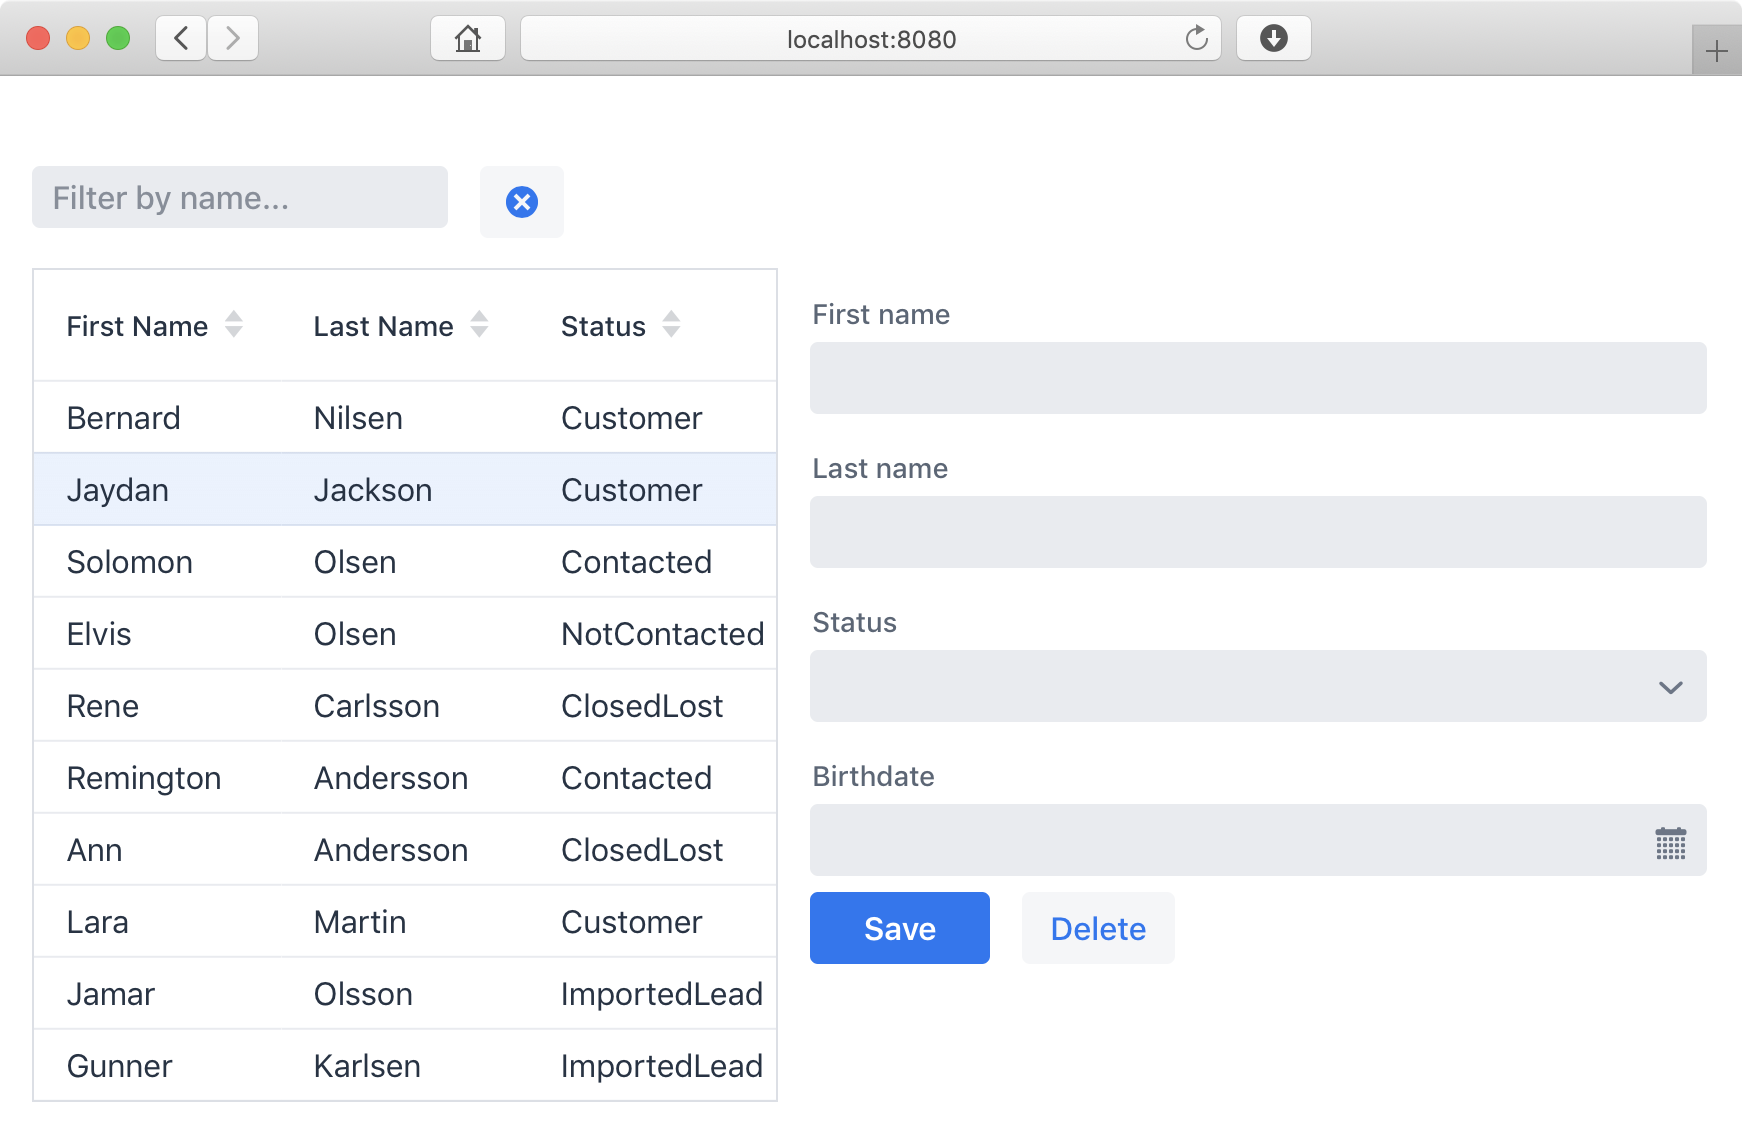 localhost:8080
Filter by name...
First Name Last Name Status
Bernard Nilsen Customer
Jaydan Jackson Customer
Solomon Olsen Contacted
Elvis Olsen NotContacted
Rene Carlsson ClosedLost
Remington Andersson Contacted
Ann Andersson ClosedLost
Lara Martin Customer
Jamar Olsson ImportedLead
Gunner Karlsen ImportedLead
First name
Last name
Status
Birthdate
Save Delete